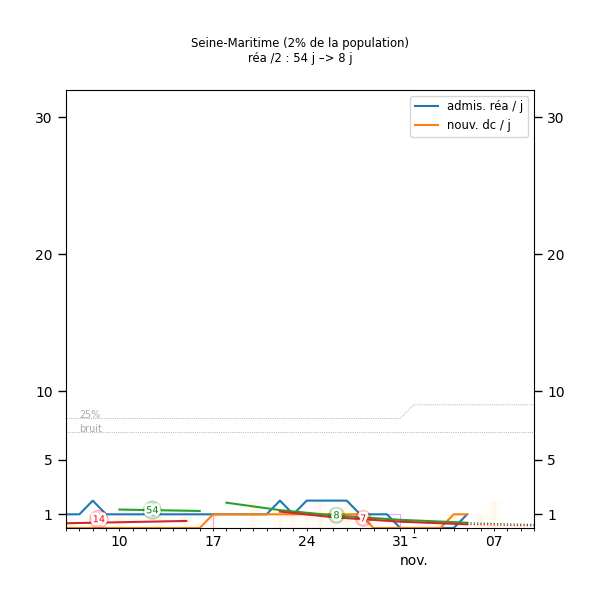 Seine-Maritime (2% de la population)
réa /2 : 54 j –> 8 j
admis. réa / j
nouv. dc / j
30 30
20 20
10 10
25%
bruit
5 5
14 54 8 7
1 1
10 17 24 31 07
nov.